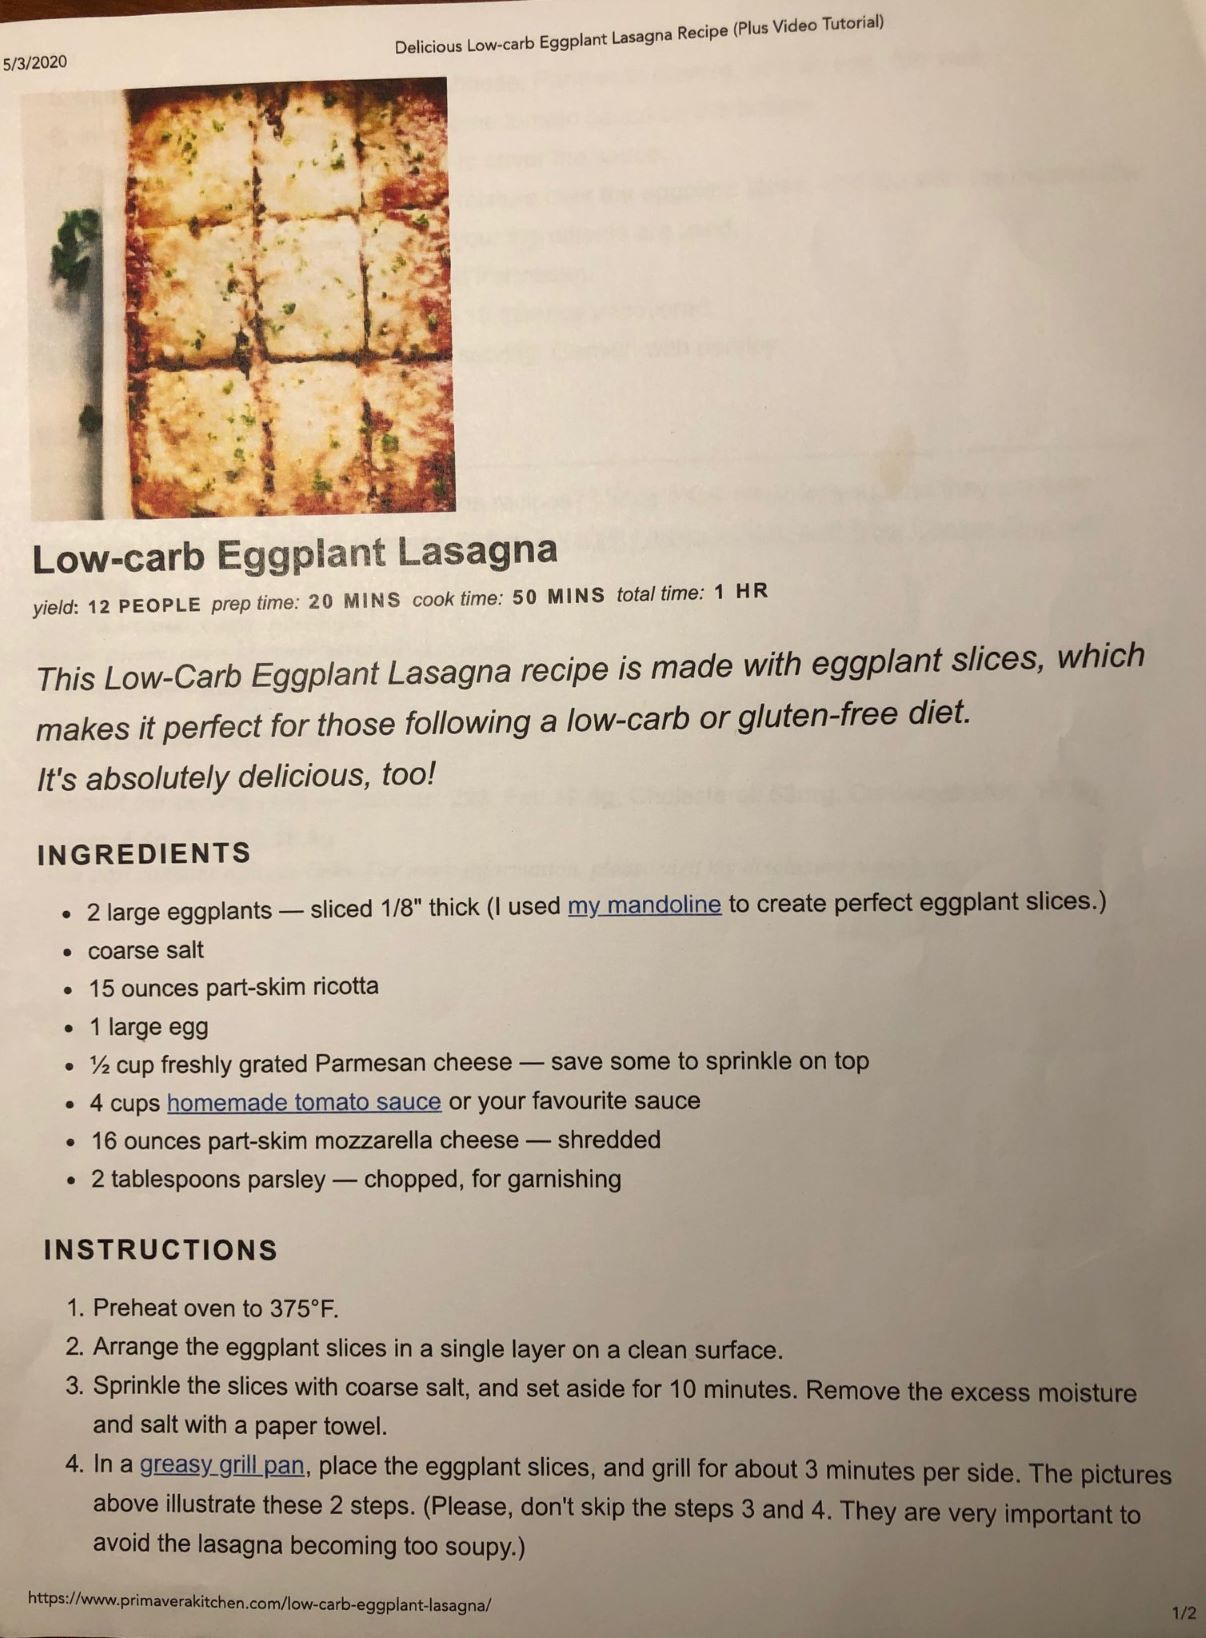 5/3/2020
Delicious Low-carb Eggplant Lasagna Recipe (Plus Video Tutorial)
Low-carb Eggplant Lasagna
yield: 12 PEOPLE prep time: 20 MINS cook time: 50 MINS total time: 1 HR
This Low-Carb Eggplant Lasagna recipe is made with eggplant slices, which
makes it perfect for those following a low-carb or gluten-free diet.
It's absolutely delicious, too!
INGREDIENTS
• 2 large eggplants — sliced 1/8" thick (I used my mandoline to create perfect eggplant slices.)
• coarse salt
• 15 ounces part-skim ricotta
• 1 large egg
• ½ cup freshly grated Parmesan cheese — save some to sprinkle on top
• 4 cups homemade tomato sauce or your favourite sauce
• 16 ounces part-skim mozzarella cheese — shredded
• 2 tablespoons parsley — chopped, for garnishing
INSTRUCTIONS
1. Preheat oven to 375°F.
2. Arrange the eggplant slices in a single layer on a clean surface.
3. Sprinkle the slices with coarse salt, and set aside for 10 minutes. Remove the excess moisture
and salt with a paper towel.
4. In a greasy grill pan, place the eggplant slices, and grill for about 3 minutes per side. The pictures
above illustrate these 2 steps. (Please, don't skip the steps 3 and 4. They are very important to
avoid the lasagna becoming too soupy.)
https://www.primaverakitchen.com/low-carb-eggplant-lasagna/
1/2